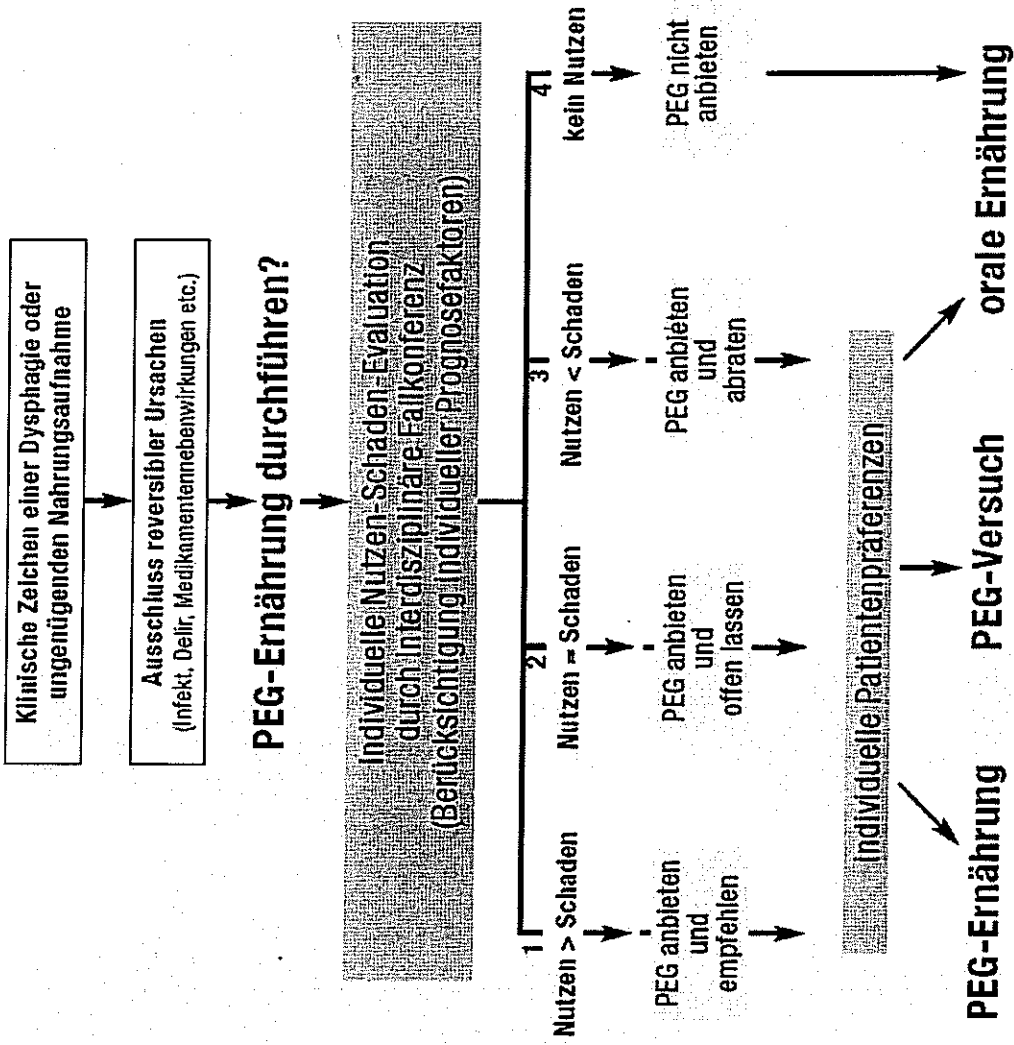 Klinische Zeichen einer Dysphagie oder
ungenügenden Nahrungsaufnahme
Ausschluss reversibler Ursachen
(Infekt, Delir, Medikamentennebenwirkungen etc.)
PEG-Ernährung durchführen?
Individuelle Nutzen-Schaden-Evaluation
durch Interdisziplinäre Fallkonferenz
(Berücksichtigung individueller Prognosefaktoren)
1
Nutzen > Schaden
PEG anbieten
und
empfehlen
2
Nutzen = Schaden
PEG anbieten
und
offen lassen
3
Nutzen < Schaden
PEG anbieten
und
abraten
4
kein Nutzen
PEG nicht
anbieten
Individuelle Patientenpräferenzen
PEG-Ernährung
PEG-Versuch
orale Ernährung